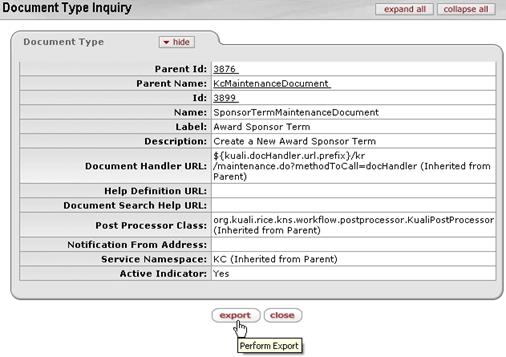 Document Type Inquiry
expand all
collapse all
Document Type
hide
Parent Id: 3876
Parent Name: KcMaintenanceDocument
Id: 3899
Name: SponsorTermMaintenanceDocument
Label: Award Sponsor Term
Description: Create a New Award Sponsor Term
Document Handler URL: ${kuali.docHandler.url.prefix}/kr
/maintenance.do?methodToCall=docHandler (Inherited from
Parent)
Help Definition URL:
Document Search Help URL:
Post Processor Class: org.kuali.rice.kns.workflow.postprocessor.KualiPostProcessor
(Inherited from Parent)
Notification From Address:
Service Namespace: KC (Inherited from Parent)
Active Indicator: Yes
export
close
Perform Export